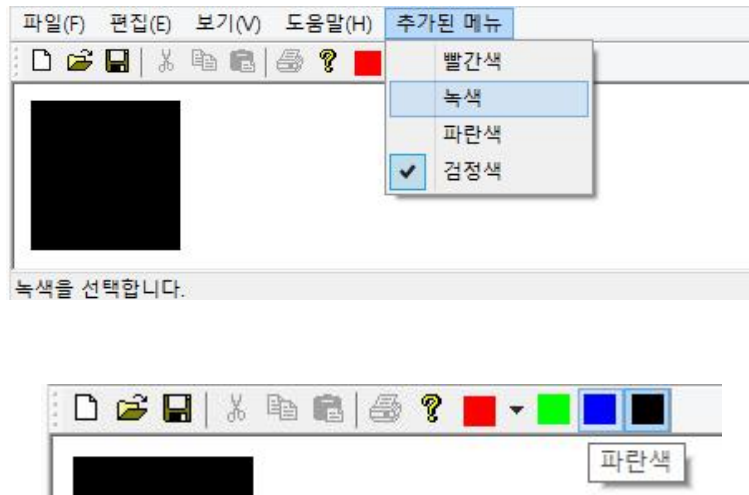 파일(F) 편집(E) 보기(V) 도움말(H) 추가된 메뉴
빨간색
녹색
파란색
검정색
녹색을 선택합니다.
파란색